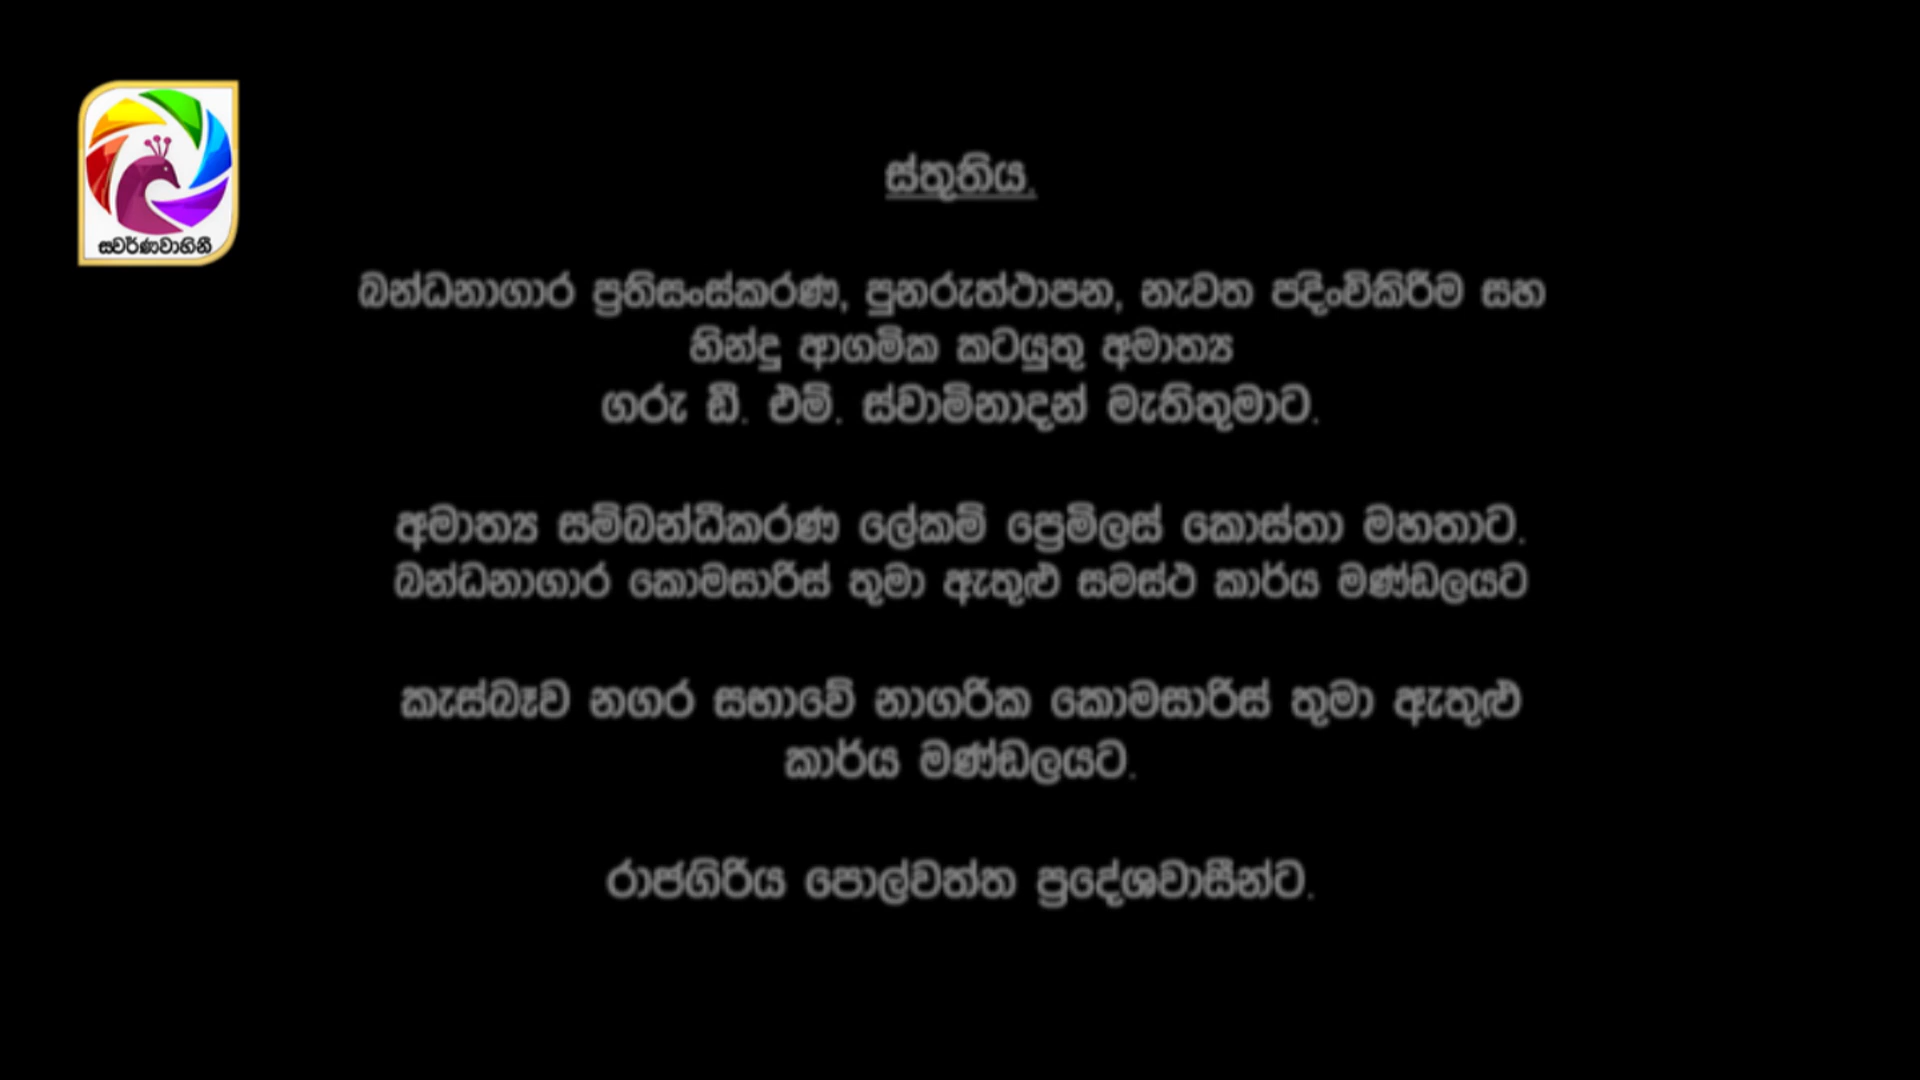 ස්වර්ණවාහිනී
ස්තූතිය.
බන්ධනාගාර ප්‍රතිසංස්කරණ, පුනරුත්ථාපන, නැවත පදිංචිකිරීම සහ
හින්දු ආගමික කටයුතු අමාත්‍ය
ගරු ඩී. එම්. ස්වාමිනාදන් මැතිතුමාට.
අමාත්‍ය සම්බන්ධීකරණ ලේකම් ප්‍රෙමිලස් කොස්තා මහතාට.
බන්ධනාගාර කොමසාරිස් තුමා ඇතුළු සමස්ථ කාර්ය මණ්ඩලයට
කැස්බෑව නගර සභාවේ නාගරික කොමසාරිස් තුමා ඇතුළු
කාර්ය මණ්ඩලයට.
රාජගිරිය පොල්වත්ත ප්‍රදේශවාසීන්ට.